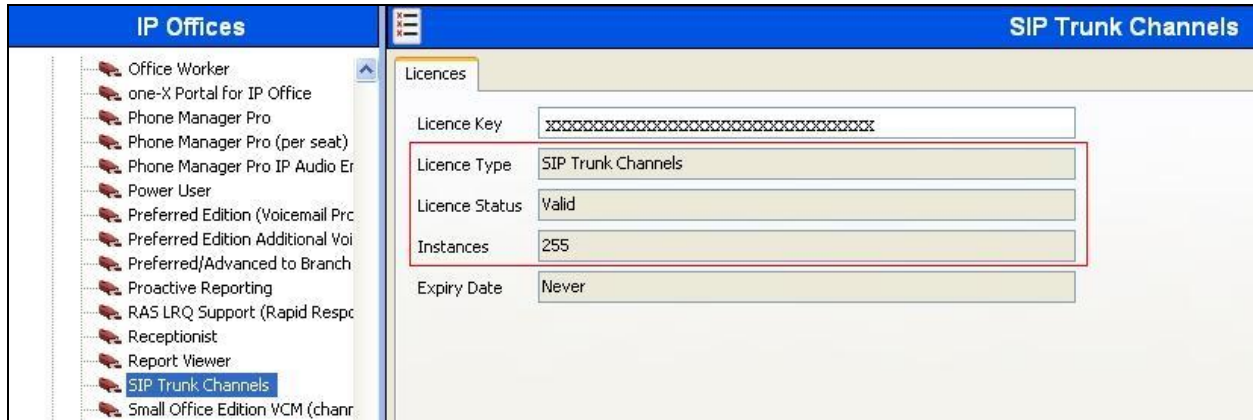 IP Offices
Office Worker
one-X Portal for IP Office
Phone Manager Pro
Phone Manager Pro (per seat)
Phone Manager Pro IP Audio Er
Power User
Preferred Edition (Voicemail Prc
Preferred Edition Additional Voi
Preferred/Advanced to Branch
Proactive Reporting
RAS LRQ Support (Rapid Respo
Receptionist
Report Viewer
SIP Trunk Channels
Small Office Edition VCM (chanr
SIP Trunk Channels
Licences
Licence Key xxxxxxxxxxxxxxxxxxxxxxxxxxxxxxxx
Licence Type SIP Trunk Channels
Licence Status Valid
Instances 255
Expiry Date Never